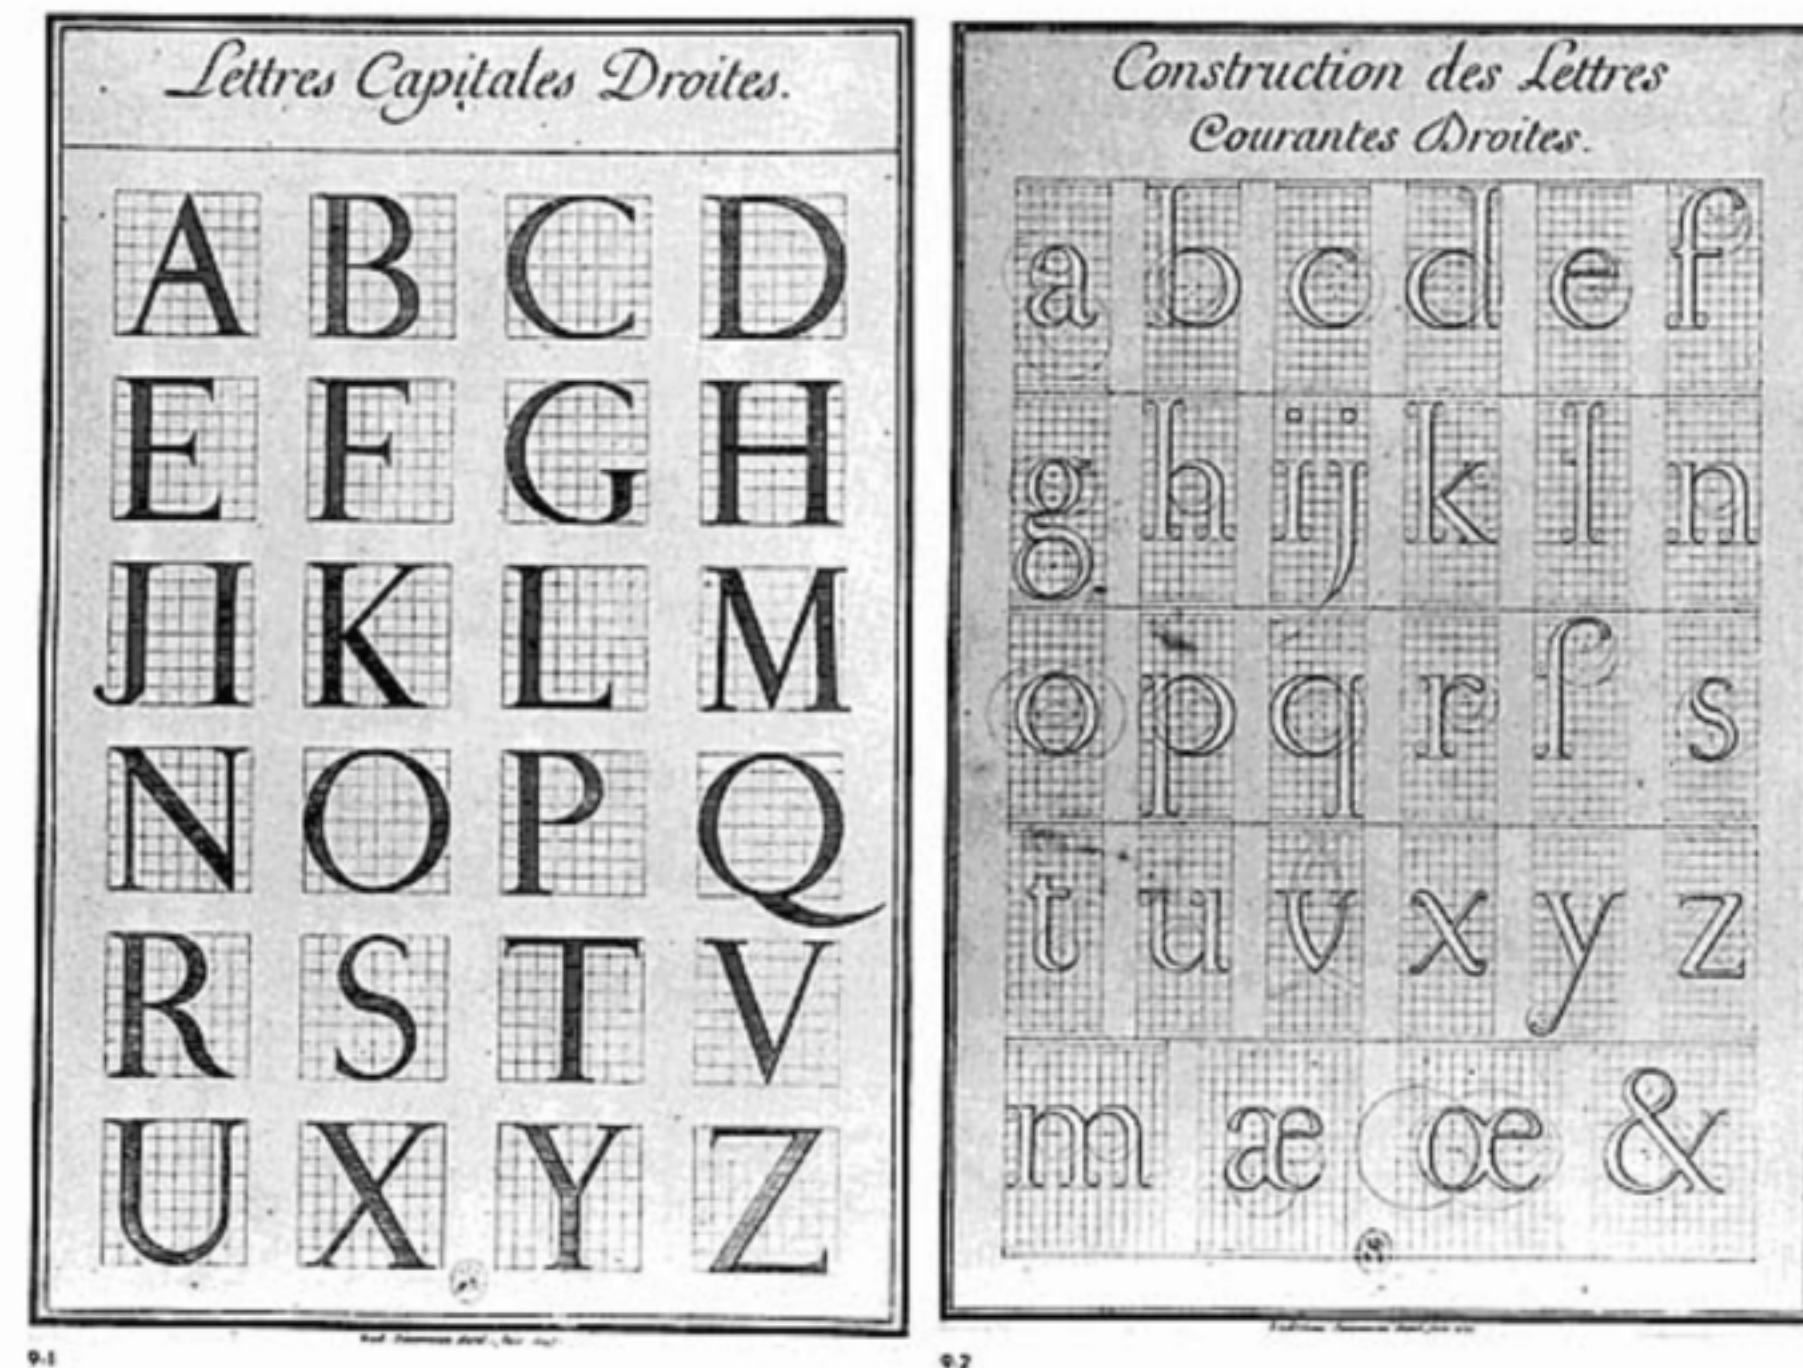 Lettres Capitales Droites.
A B C D
E F G H
J I K L M
N O P Q
R S T V
U X Y Z
9-1
Construction des Lettres
Courantes Droites.
a b c d e f
g h i j k l n
o p q r ſ s
t u v x y z
m æ œ &
9-2